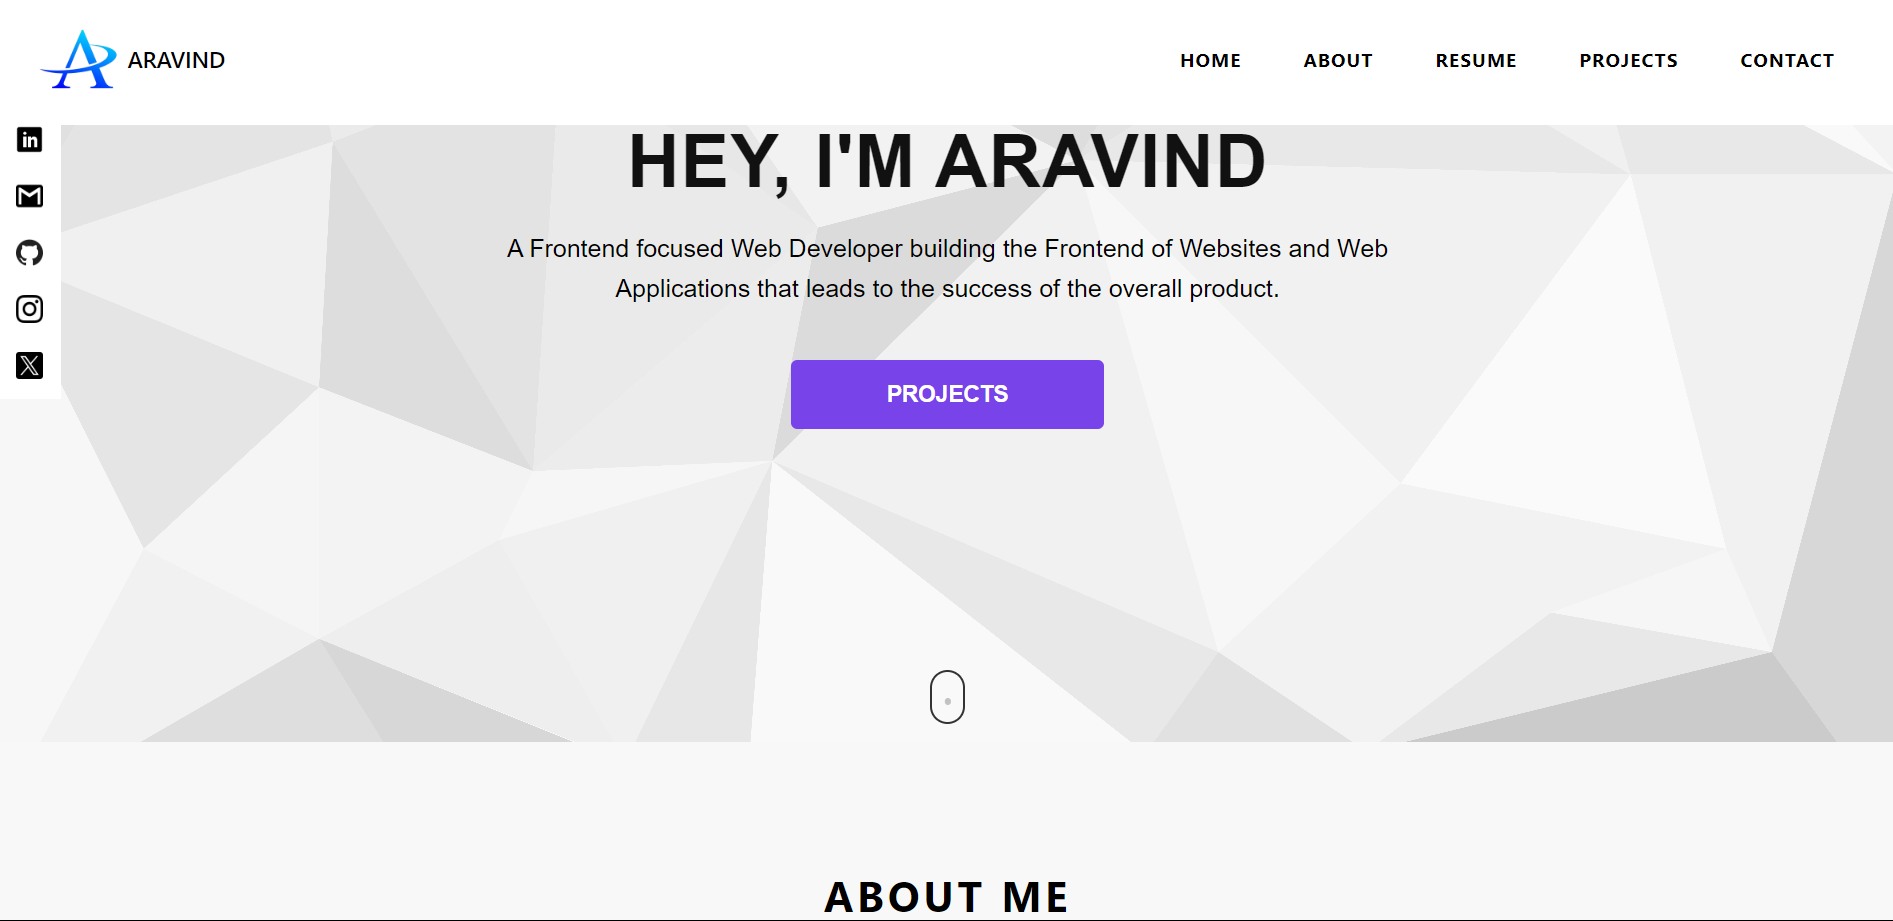 ARAVIND
HOME ABOUT RESUME PROJECTS CONTACT
HEY, I'M ARAVIND
A Frontend focused Web Developer building the Frontend of Websites and Web
Applications that leads to the success of the overall product.
PROJECTS
ABOUT ME